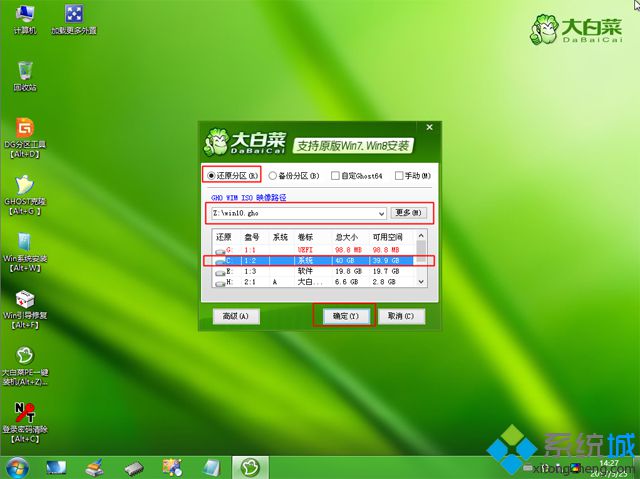 计算机
加载更多外置
回收站
DG分区工具
【Alt+D】
GHOST克隆
【Alt+G 】
Win系统安装
【Alt+W】
Win引导修复
【Alt+F】
大白菜PE一键
装机(Alt+Z)...
登录密码清除
【Alt+C】
大白菜
DaBaiCai
大白菜
DaBaiCai
支持原版Win7、Win8安装
还原分区(R)
备份分区(B)
自定Ghost64
手动(M)
GHO WIM ISO 映像路径
Z:\win10.gho
更多(M)
还原 盘号 系统 卷标 总大小 可用空间
G: 1:1 UEFI 98.8 MB 98.8 MB
C: 1:2 系统 40 GB 39.9 GB
E: 1:3 软件 19.8 GB 19.7 GB
H: 2:1 A 大白... 6.6 GB 2.8 GB
高级(A)
确定(Y)
取消(C)
系统城
xitongcheng.com
14:27